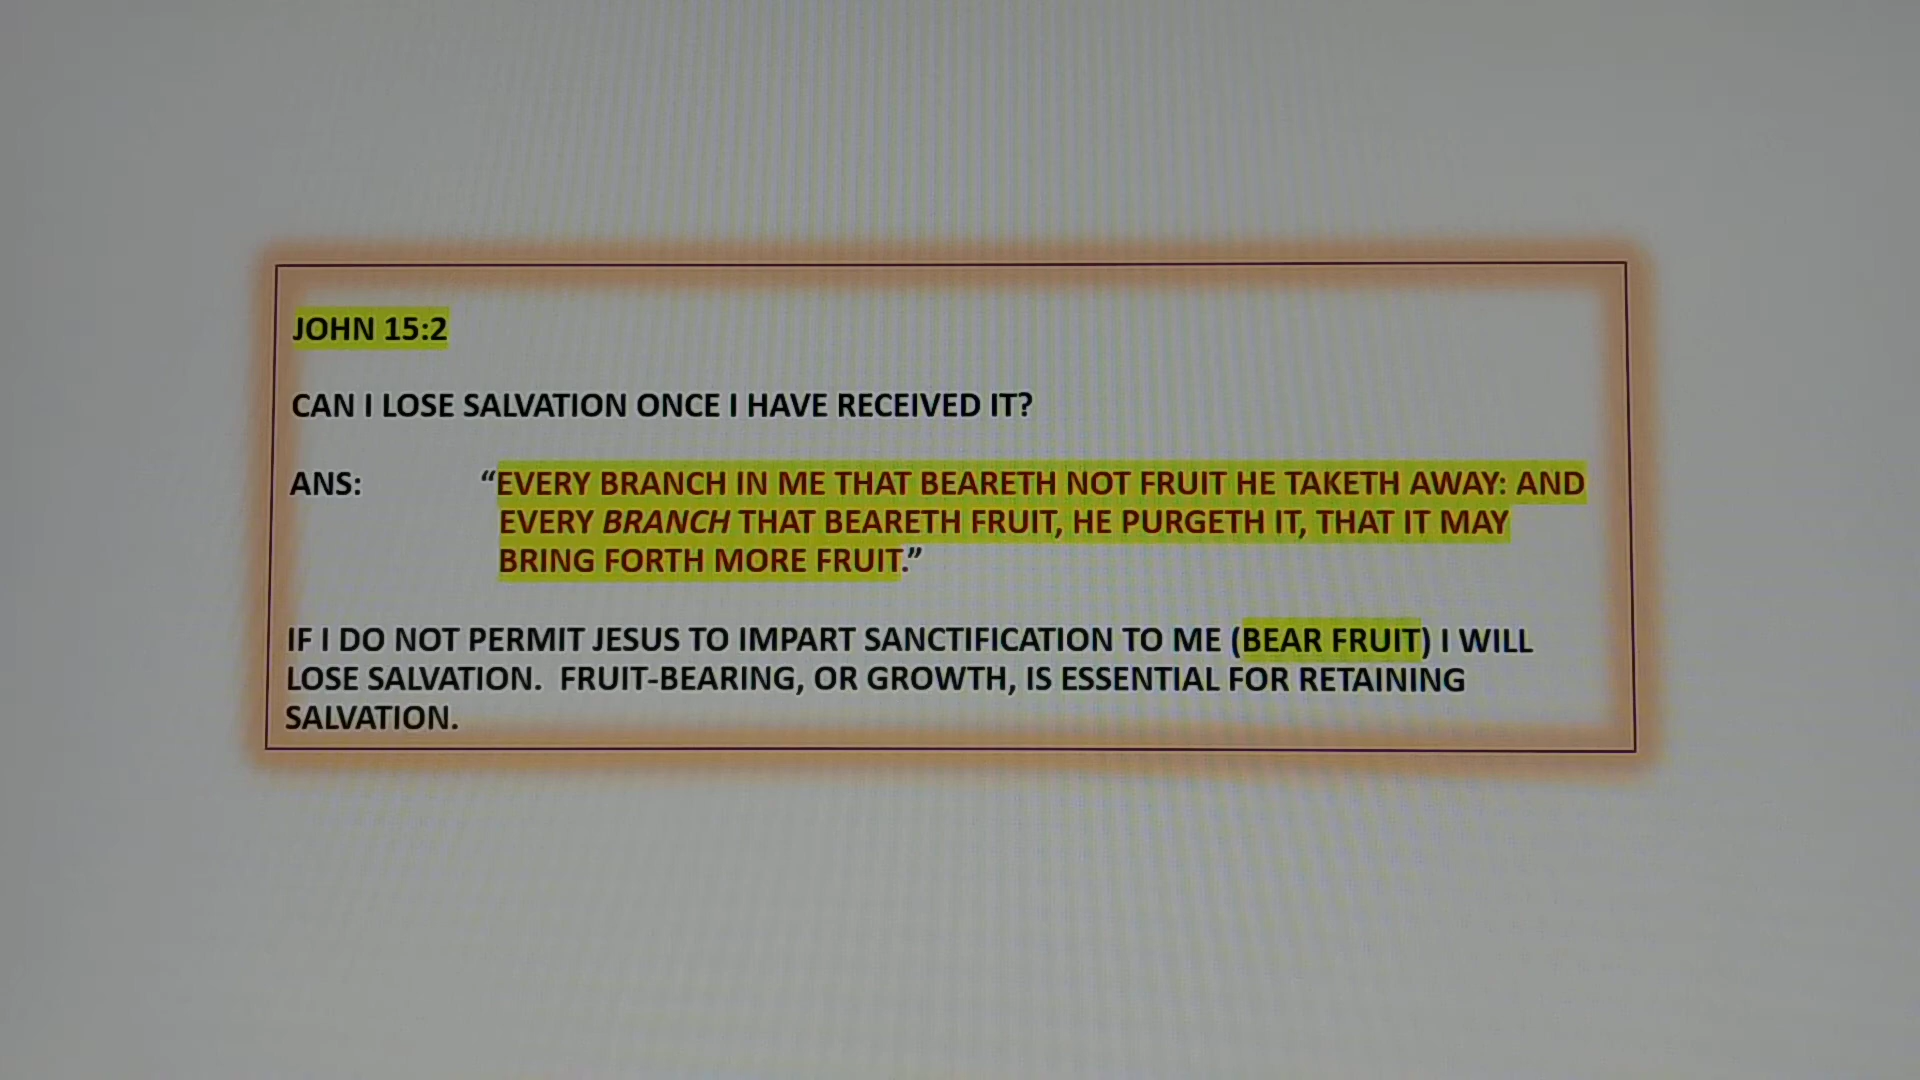 JOHN 15:2
CAN I LOSE SALVATION ONCE I HAVE RECEIVED IT?
ANS: “EVERY BRANCH IN ME THAT BEARETH NOT FRUIT HE TAKETH AWAY: AND
EVERY BRANCH THAT BEARETH FRUIT, HE PURGETH IT, THAT IT MAY
BRING FORTH MORE FRUIT.”
IF I DO NOT PERMIT JESUS TO IMPART SANCTIFICATION TO ME (BEAR FRUIT) I WILL
LOSE SALVATION.  FRUIT-BEARING, OR GROWTH, IS ESSENTIAL FOR RETAINING
SALVATION.